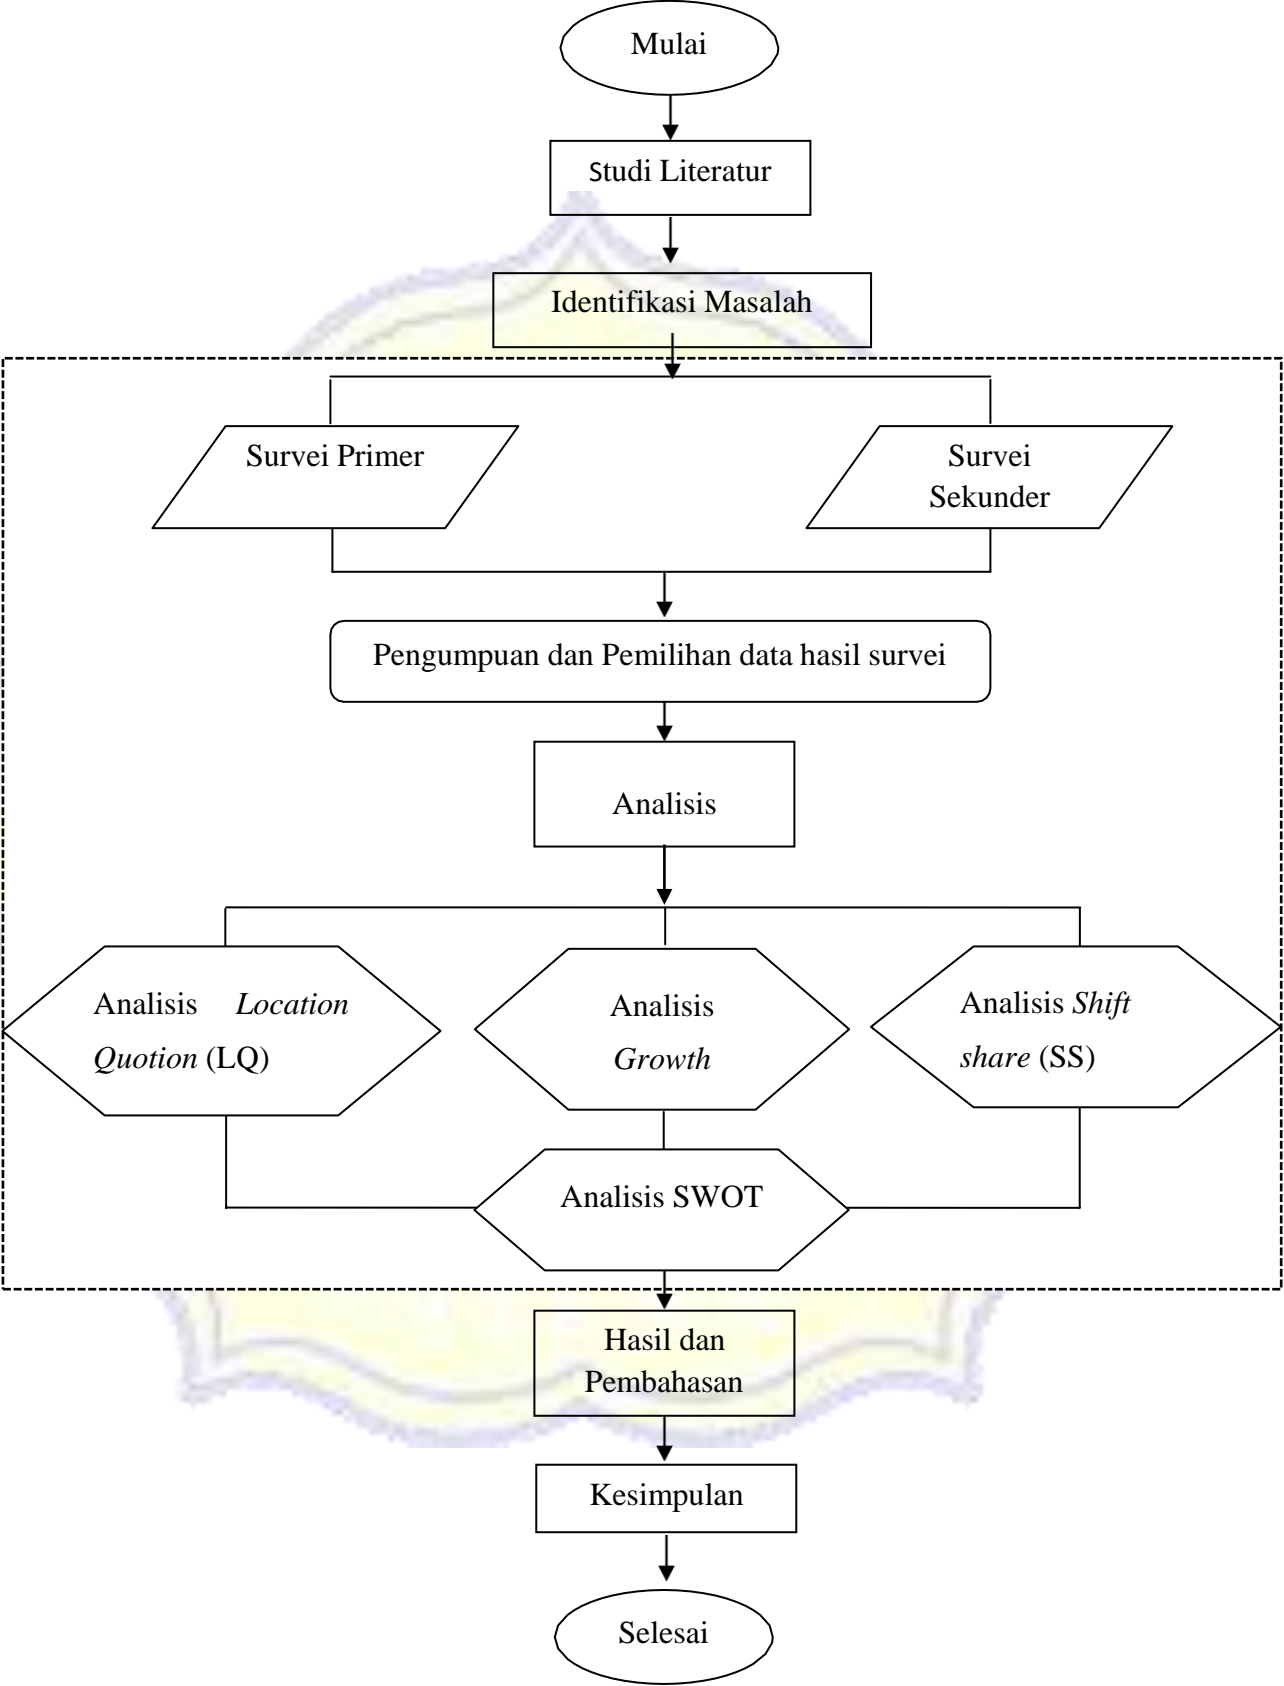 Mulai
Studi Literatur
Identifikasi Masalah
Survei Primer
Survei
Sekunder
Pengumpuan dan Pemilihan data hasil survei
Analisis
Analisis Location
Quotion (LQ)
Analisis
Growth
Analisis Shift
share (SS)
Analisis SWOT
Hasil dan
Pembahasan
Kesimpulan
Selesai